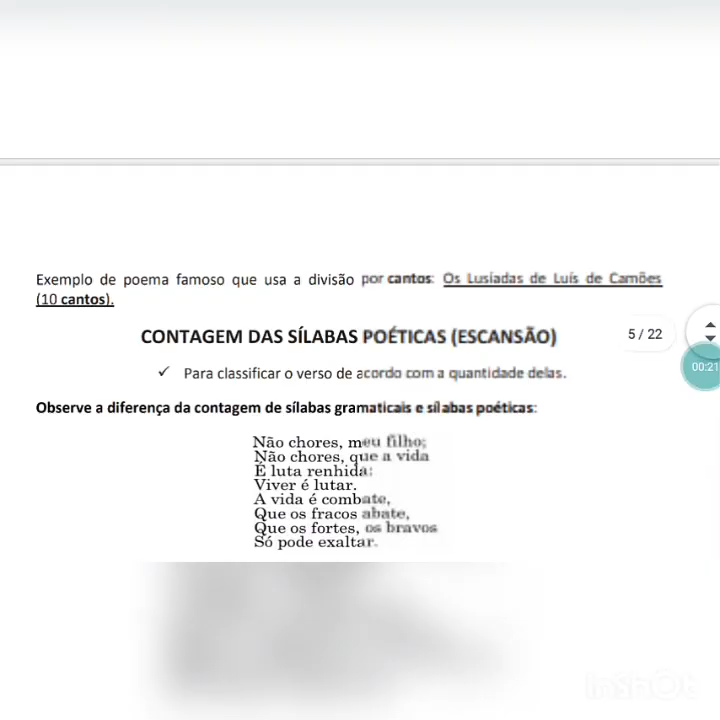 Exemplo de poema famoso que usa a divisão por cantos: Os Lusíadas de Luís de Camões
(10 cantos).
CONTAGEM DAS SÍLABAS POÉTICAS (ESCANSÃO)
5 / 22
00:21
✓ Para classificar o verso de acordo com a quantidade delas.
Observe a diferença da contagem de sílabas gramaticais e sílabas poéticas:
Não chores, meu filho;
Não chores, que a vida
É luta renhida:
Viver é lutar.
A vida é combate,
Que os fracos abate,
Que os fortes, os bravos
Só pode exaltar.
InShOt